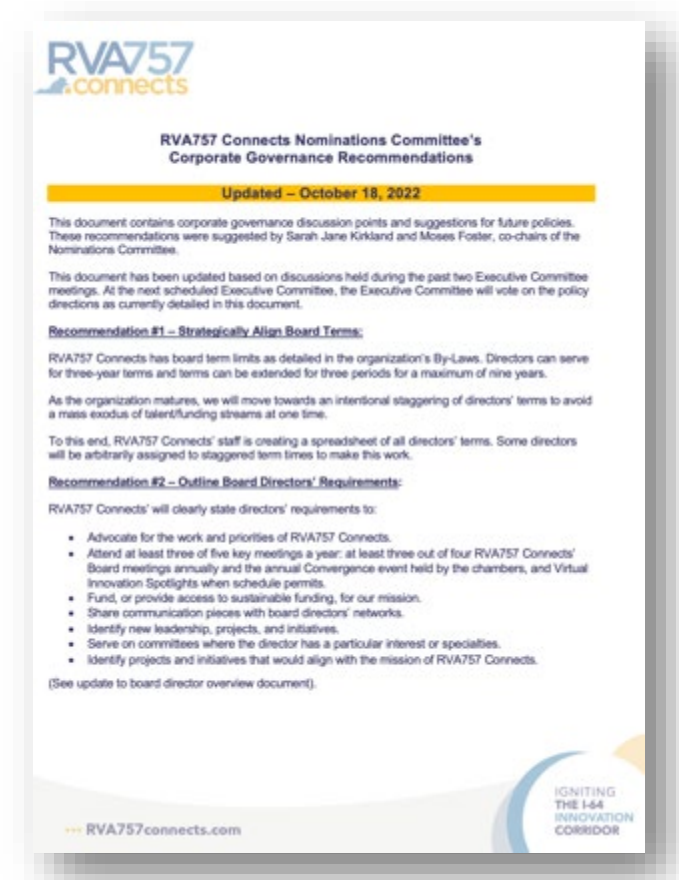 RVA757
connects
RVA757 Connects Nominations Committee's
Corporate Governance Recommendations
Updated – October 18, 2022
This document contains corporate governance discussion points and suggestions for future policies.
These recommendations were suggested by Sarah Jane Kirkland and Moses Foster, co-chairs of the
Nominations Committee.
This document has been updated based on discussions held during the past two Executive Committee
meetings. At the next scheduled Executive Committee, the Executive Committee will vote on the policy
directions as currently detailed in this document.
Recommendation #1 – Strategically Align Board Terms:
RVA757 Connects has board term limits as detailed in the organization's By-Laws. Directors can serve
for three-year terms and terms can be extended for three periods for a maximum of nine years.
As the organization matures, we will move towards an intentional staggering of directors' terms to avoid
a mass exodus of talent/funding streams at one time.
To this end, RVA757 Connects' staff is creating a spreadsheet of all directors' terms. Some directors
will be arbitrarily assigned to staggered term times to make this work.
Recommendation #2 – Outline Board Directors' Requirements:
RVA757 Connects' will clearly state directors' requirements to:
• Advocate for the work and priorities of RVA757 Connects.
• Attend at least three of five key meetings a year: at least three out of four RVA757 Connects'
Board meetings annually and the annual Convergence event held by the chambers, and Virtual
Innovation Spotlights when schedule permits.
• Fund, or provide access to sustainable funding, for our mission.
• Share communication pieces with board directors' networks.
• Identify new leadership, projects, and initiatives.
• Serve on committees where the director has a particular interest or specialties.
• Identify projects and initiatives that would align with the mission of RVA757 Connects.
(See update to board director overview document).
IGNITING
THE I-64
INNOVATION
CORRIDOR
••• RVA757connects.com